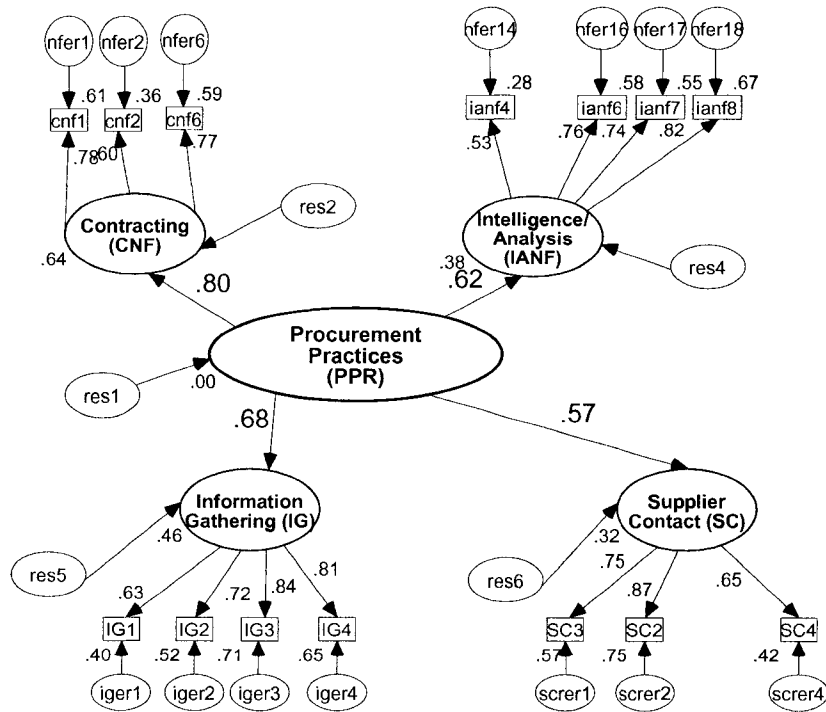 nfer1 nfer2 nfer6 nfer14 nfer16 nfer17 nfer18
.61 .36 .59 .28 .58 .55 .67
cnf1 cnf2 cnf6 ianf4 ianf6 ianf7 ianf8
.78 .60 .77 .53 .76 .74 .82
Contracting
(CNF)
.64
res2
Intelligence/
Analysis
(IANF)
.38
res4
.80 .62
Procurement
Practices
(PPR)
res1
.00
.68 .57
Information
Gathering (IG)
.46
res5
Supplier
Contact (SC)
.32
res6
.63 .72 .84 .81 .75 .87 .65
IG1 IG2 IG3 IG4 SC3 SC2 SC4
.40 .52 .71 .65 .57 .75 .42
iger1 iger2 iger3 iger4 screr1 screr2 screr4